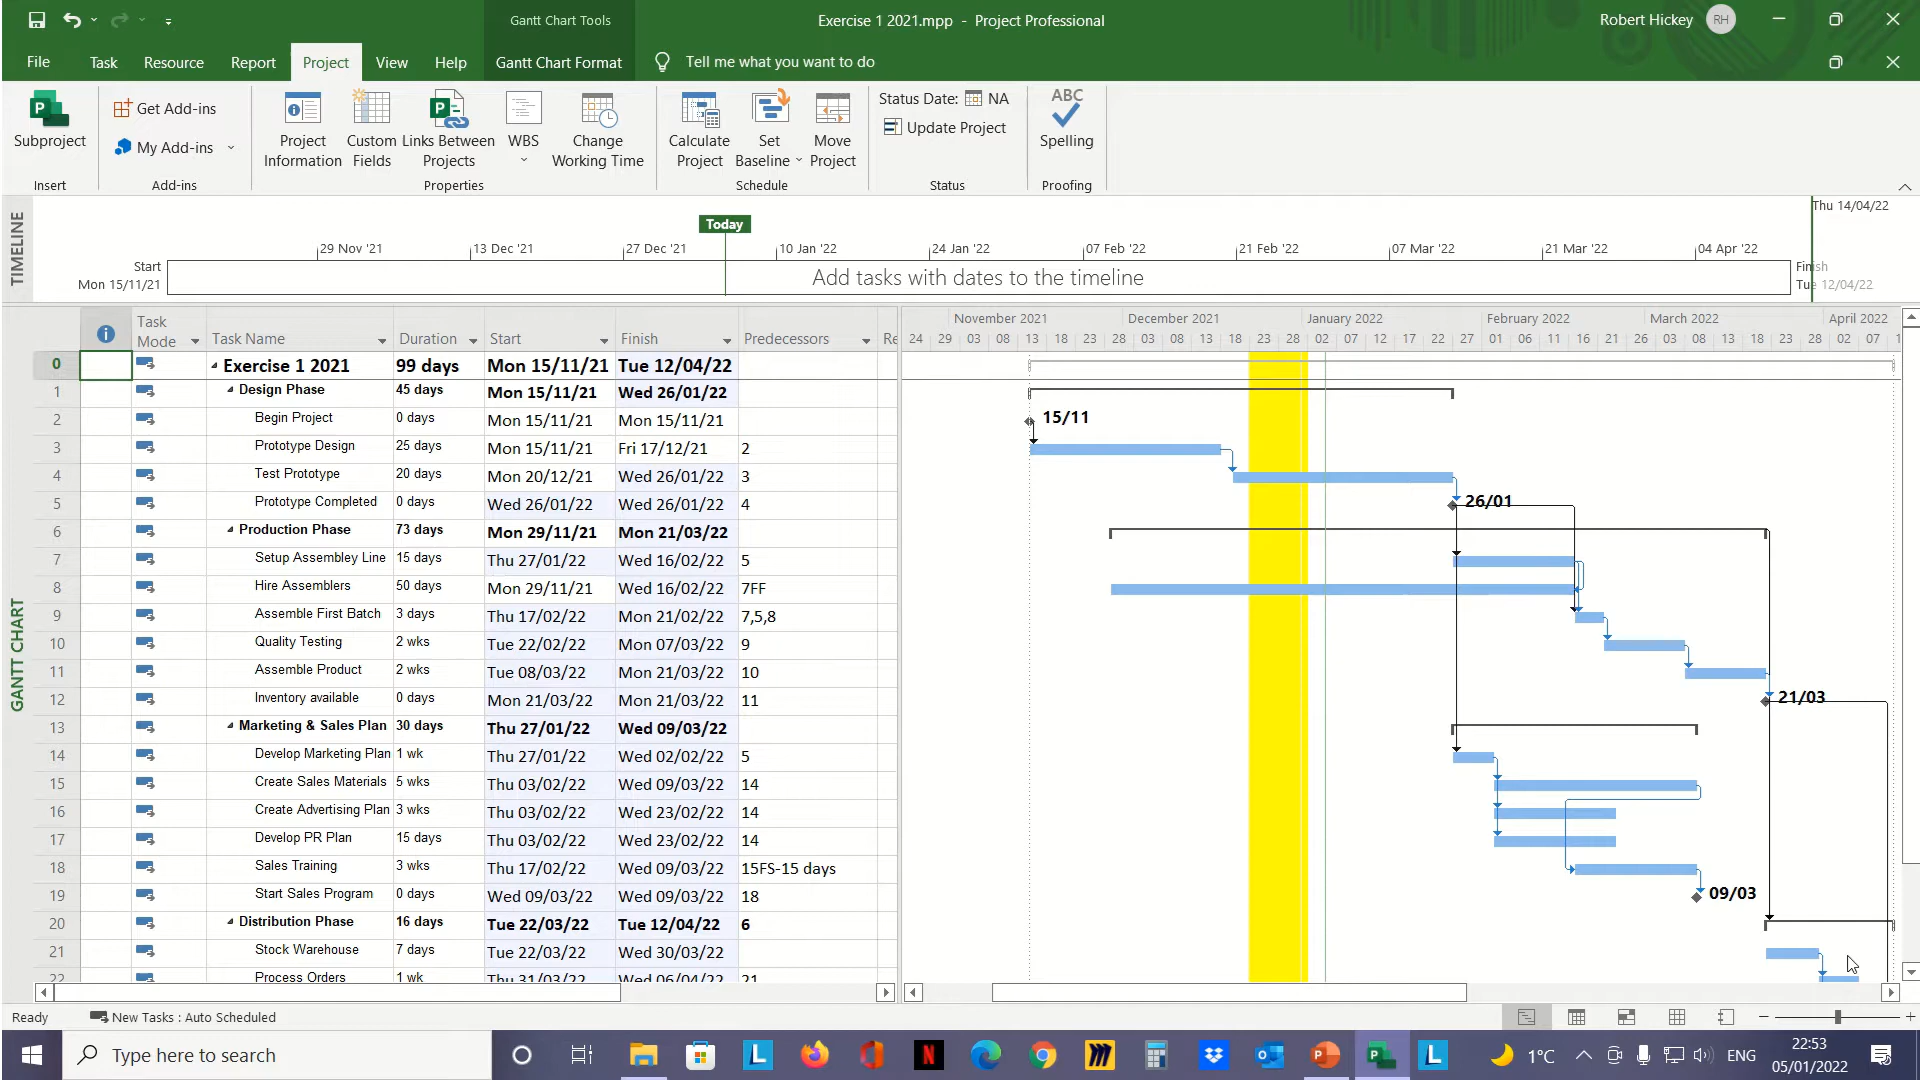 Gantt Chart Tools
Exercise 1 2021.mpp - Project Professional
Robert Hickey RH
File Task Resource Report Project View Help Gantt Chart Format Tell me what you want to do
Subproject
Insert
Get Add-ins
My Add-ins
Add-ins
Project Information
Custom Fields
Links Between Projects
WBS
Change Working Time
Properties
Calculate Project
Set Baseline
Move Project
Schedule
Status Date: NA
Update Project
Status
ABC
Spelling
Proofing
TIMELINE
Thu 14/04/22
Today
29 Nov '21 13 Dec '21 27 Dec '21 10 Jan '22 24 Jan '22 07 Feb '22 21 Feb '22 07 Mar '22 21 Mar '22 04 Apr '22
Start
Mon 15/11/21
Add tasks with dates to the timeline
Finish
Tue 12/04/22
GANTT CHART
Task Mode Task Name Duration Start Finish Predecessors Re
November 2021 December 2021 January 2022 February 2022 March 2022 April 2022
24 29 03 08 13 18 23 28 03 08 13 18 23 28 02 07 12 17 22 27 01 06 11 16 21 26 03 08 13 18 23 28 02 07 1
0 Exercise 1 2021 99 days Mon 15/11/21 Tue 12/04/22
1 Design Phase 45 days Mon 15/11/21 Wed 26/01/22
2 Begin Project 0 days Mon 15/11/21 Mon 15/11/21 15/11
3 Prototype Design 25 days Mon 15/11/21 Fri 17/12/21 2
4 Test Prototype 20 days Mon 20/12/21 Wed 26/01/22 3
5 Prototype Completed 0 days Wed 26/01/22 Wed 26/01/22 4 26/01
6 Production Phase 73 days Mon 29/11/21 Mon 21/03/22
7 Setup Assembley Line 15 days Thu 27/01/22 Wed 16/02/22 5
8 Hire Assemblers 50 days Mon 29/11/21 Wed 16/02/22 7FF
9 Assemble First Batch 3 days Thu 17/02/22 Mon 21/02/22 7,5,8
10 Quality Testing 2 wks Tue 22/02/22 Mon 07/03/22 9
11 Assemble Product 2 wks Tue 08/03/22 Mon 21/03/22 10
12 Inventory available 0 days Mon 21/03/22 Mon 21/03/22 11 21/03
13 Marketing & Sales Plan 30 days Thu 27/01/22 Wed 09/03/22
14 Develop Marketing Plan 1 wk Thu 27/01/22 Wed 02/02/22 5
15 Create Sales Materials 5 wks Thu 03/02/22 Wed 09/03/22 14
16 Create Advertising Plan 3 wks Thu 03/02/22 Wed 23/02/22 14
17 Develop PR Plan 15 days Thu 03/02/22 Wed 23/02/22 14
18 Sales Training 3 wks Thu 17/02/22 Wed 09/03/22 15FS-15 days
19 Start Sales Program 0 days Wed 09/03/22 Wed 09/03/22 18 09/03
20 Distribution Phase 16 days Tue 22/03/22 Tue 12/04/22 6
21 Stock Warehouse 7 days Tue 22/03/22 Wed 30/03/22
22 Process Orders 1 wk Thu 31/03/22 Wed 06/04/22 21
Ready New Tasks : Auto Scheduled
Type here to search
1°C ENG 22:53
05/01/2022